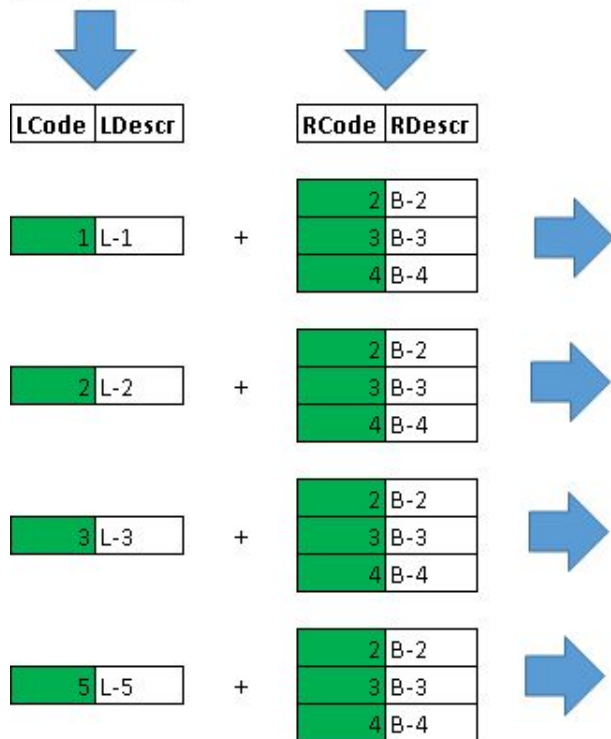 LCode LDescr RCode RDescr
2 B-2
1 L-1 + 3 B-3
4 B-4
2 B-2
2 L-2 + 3 B-3
4 B-4
2 B-2
3 L-3 + 3 B-3
4 B-4
2 B-2
5 L-5 + 3 B-3
4 B-4